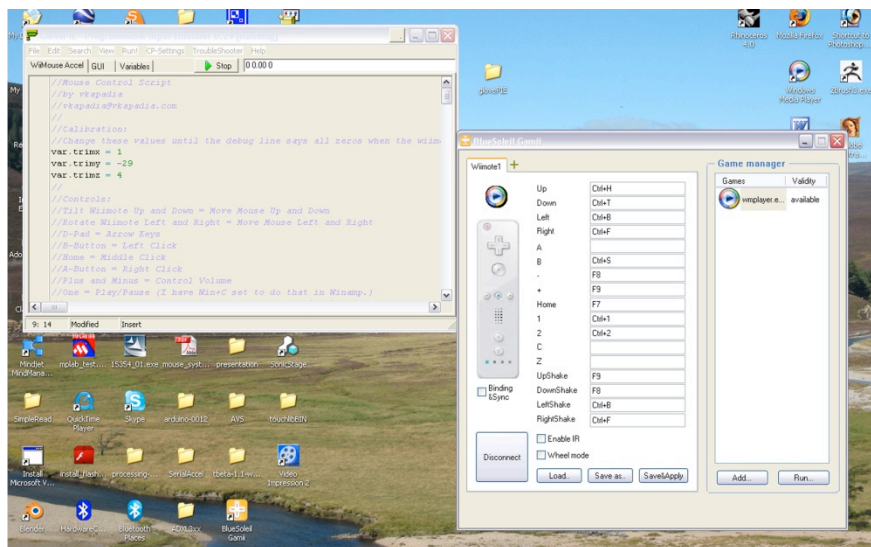 File Edit Search View Run! CP-Settings TroubleShooter Help
WiiMouse Accel GUI Variables Stop 0 0.00 0
//Mouse Control Script
//by vkapadia
//vkapadia@vkapadia.com
//
//Calibration:
//Change these values until the debug line says all zeros when the wiim
var.trimx = 1
var.trimy = -29
var.trimz = 4
//
//Controls:
//Tilt Wiimote Up and Down = Move Mouse Up and Down
//Rotate Wiimote Left and Right = Move Mouse Left and Right
//D-Pad = Arrow Keys
//B-Button = Left Click
//Home = Middle Click
//A-Button = Right Click
//Plus and Minus = Control Volume
//One = Play/Pause (I have Win+C set to do that in Winamp.)
9: 14 Modified Insert
glovePIE
Rhinoceros 4.0
Mozilla Firefox
Shortcut to Photoshop...
Windows Media Player
ZBrush3.exe
BlueSoleil Gamii
Wiimote1 +
Up Ctrl+H
Down Ctrl+T
Left Ctrl+B
Right Ctrl+F
A
B Ctrl+S
- F8
+ F9
Home F7
1 Ctrl+1
2 Ctrl+2
C
Z
UpShake F9
DownShake F8
LeftShake Ctrl+B
RightShake Ctrl+F
Binding &Sync
Enable IR
Wheel mode
Disconnect
Load.. Save as.. Save&Apply
Game manager
Games Validity
wmplayer.e... available
Add... Run...
Mindjet MindMana...
mplab_test...
15354_01.exe
mouse_syst...
presentation
SonicStage
SimpleRead
QuickTime Player
Skype
arduino-0012
AVS
touchlibBIN
Install Microsoft V...
install_flash...
processing-...
SerialAccel
tbeta-1.1-w...
Video Impression 2
Blender
HardwareC...
Bluetooth Places
ADXL3xx
BlueSoleil Gamii